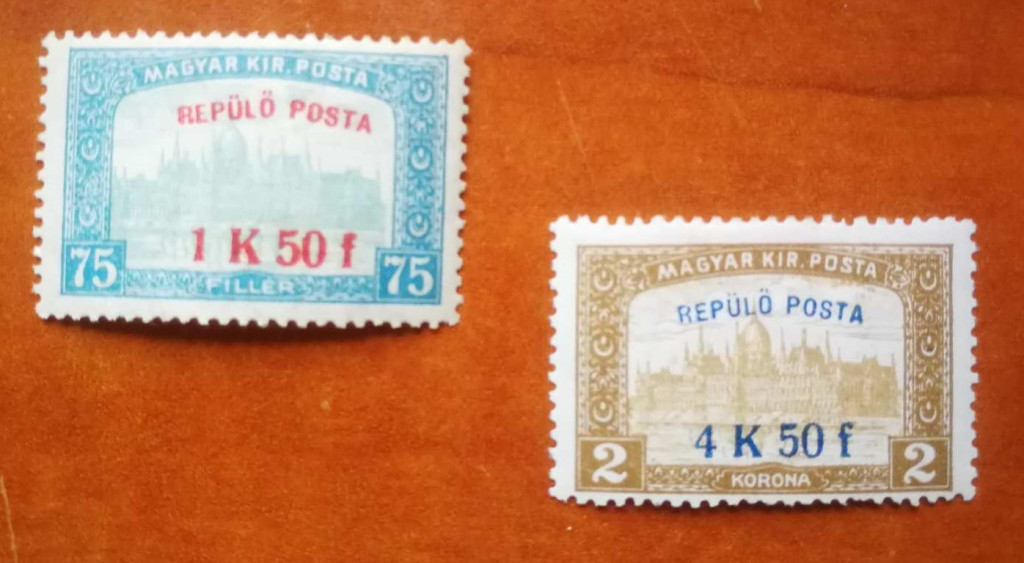 MAGYAR KIR. POSTA
REPÜLŐ POSTA
1 K 50 f
75 FILLÉR 75
MAGYAR KIR. POSTA
REPÜLŐ POSTA
4 K 50 f
2 KORONA 2